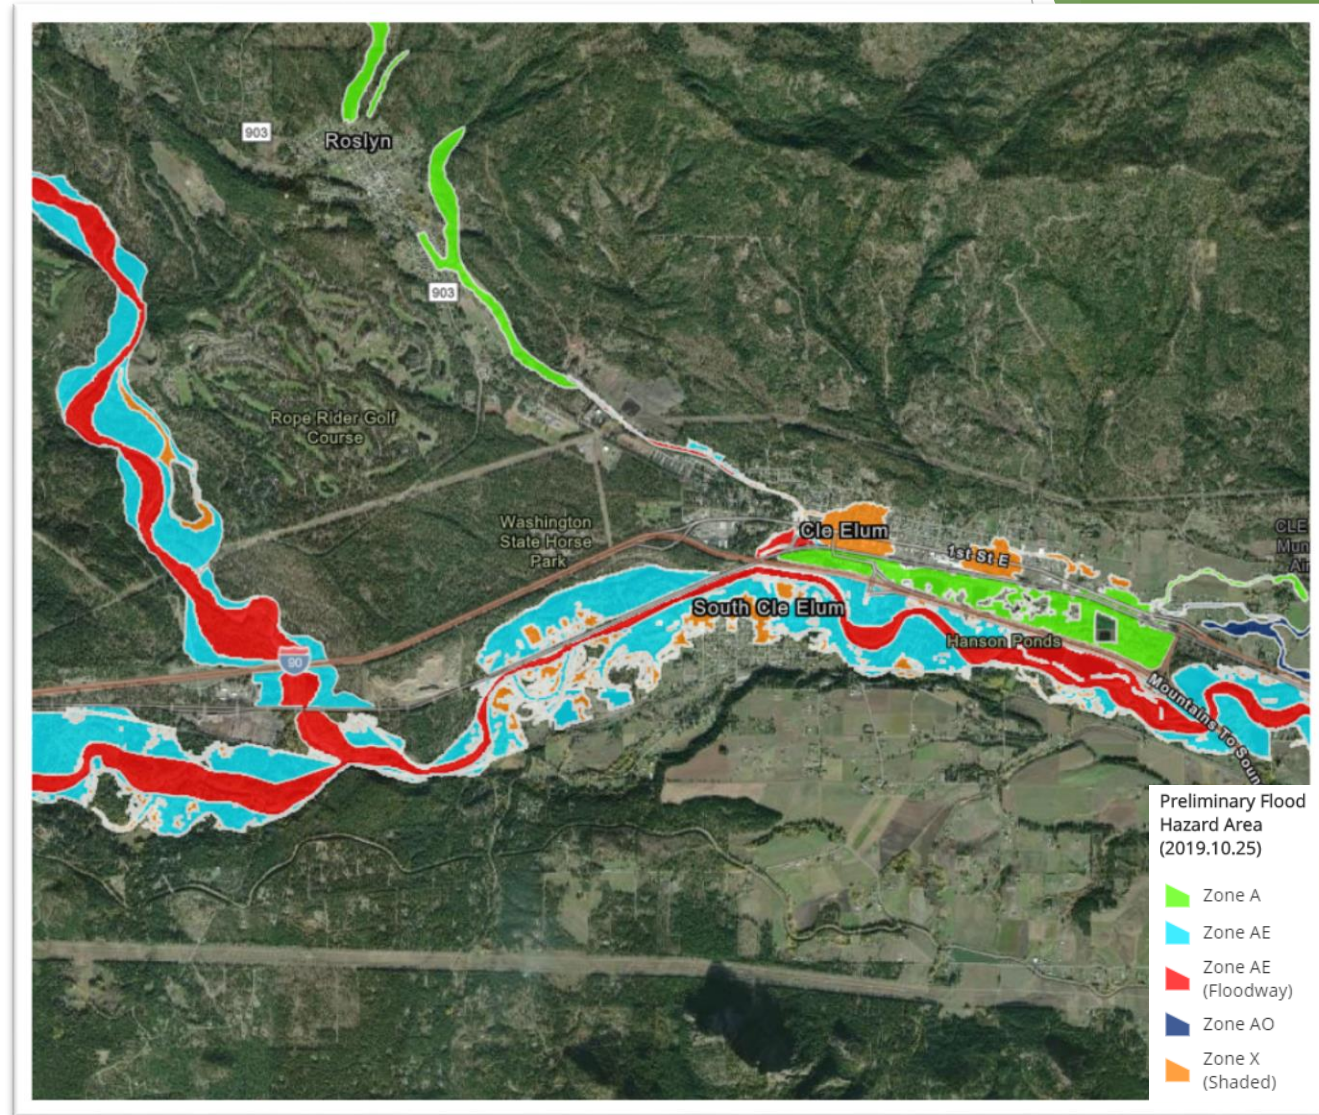 903
Roslyn
903
Rope Rider Golf
Course
Washington
State Horse
Park
Cle Elum
1st St E
CLE
Mun
Ai
South Cle Elum
Hanson Ponds
90
Mountains To Soun
Preliminary Flood
Hazard Area
(2019.10.25)
Zone A
Zone AE
Zone AE
(Floodway)
Zone AO
Zone X
(Shaded)